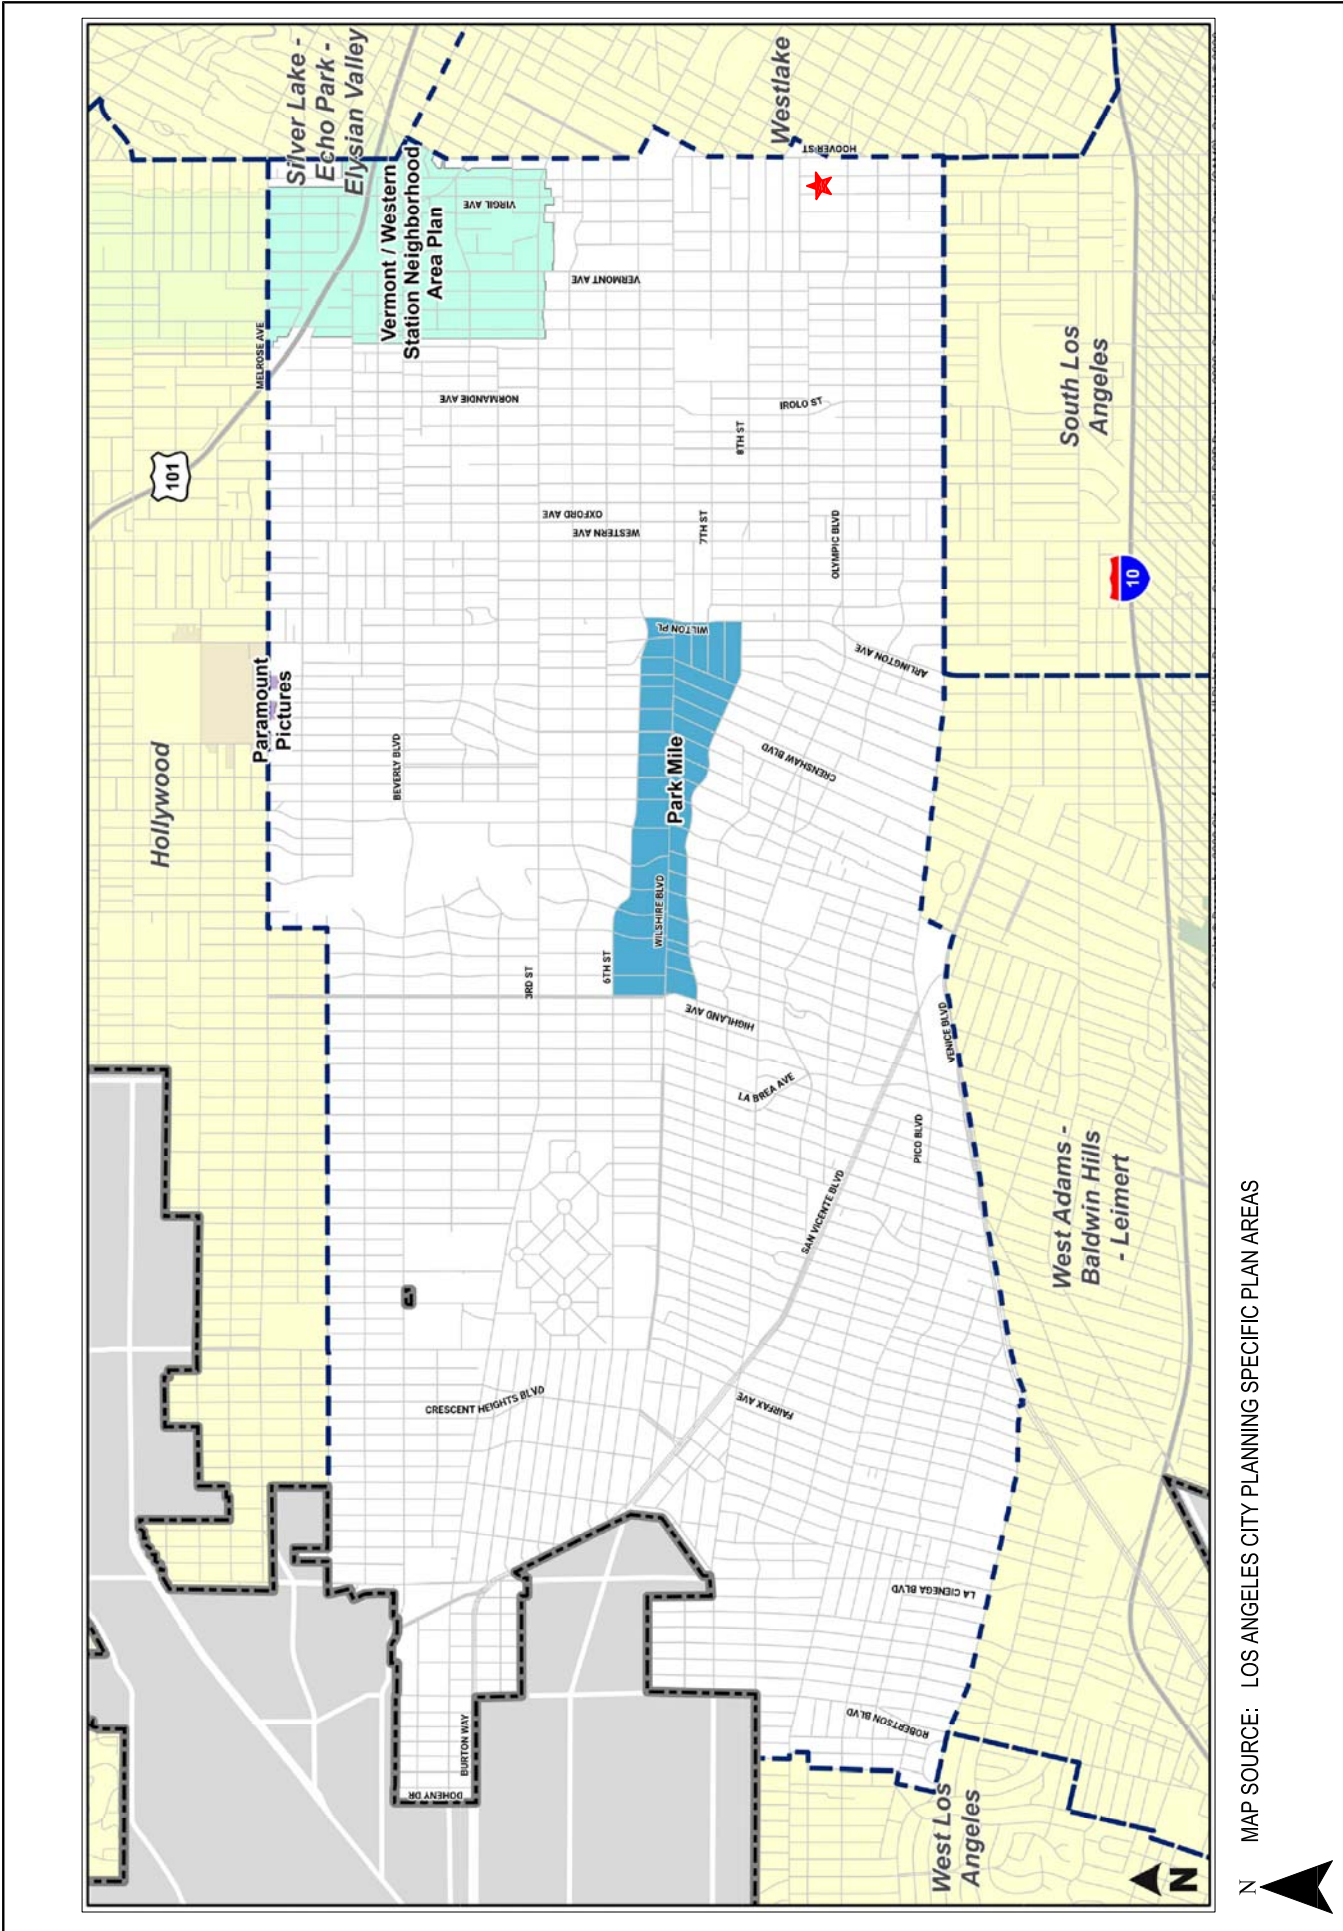 Silver Lake -
Echo Park -
Elysian Valley
Westlake
HOOVER ST
Vermont / Western
Station Neighborhood
Area Plan
VIRGIL AVE
VERMONT AVE
MELROSE AVE
NORMANDIE AVE
IROLO ST
8TH ST
101
OXFORD AVE
WESTERN AVE
7TH ST
OLYMPIC BLVD
South Los
Angeles
10
WILTON PL
ARLINGTON AVE
Paramount
Pictures
Hollywood
BEVERLY BLVD
Park Mile
CRENSHAW BLVD
WILSHIRE BLVD
3RD ST
6TH ST
HIGHLAND AVE
VENICE BLVD
LA BREA AVE
PICO BLVD
SAN VICENTE BLVD
West Adams -
Baldwin Hills
- Leimert
CRESCENT HEIGHTS BLVD
FAIRFAX AVE
LA CIENEGA BLVD
ROBERTSON BLVD
BURTON WAY
DOHENY DR
West Los
Angeles
N
N
MAP SOURCE: LOS ANGELES CITY PLANNING SPECIFIC PLAN AREAS